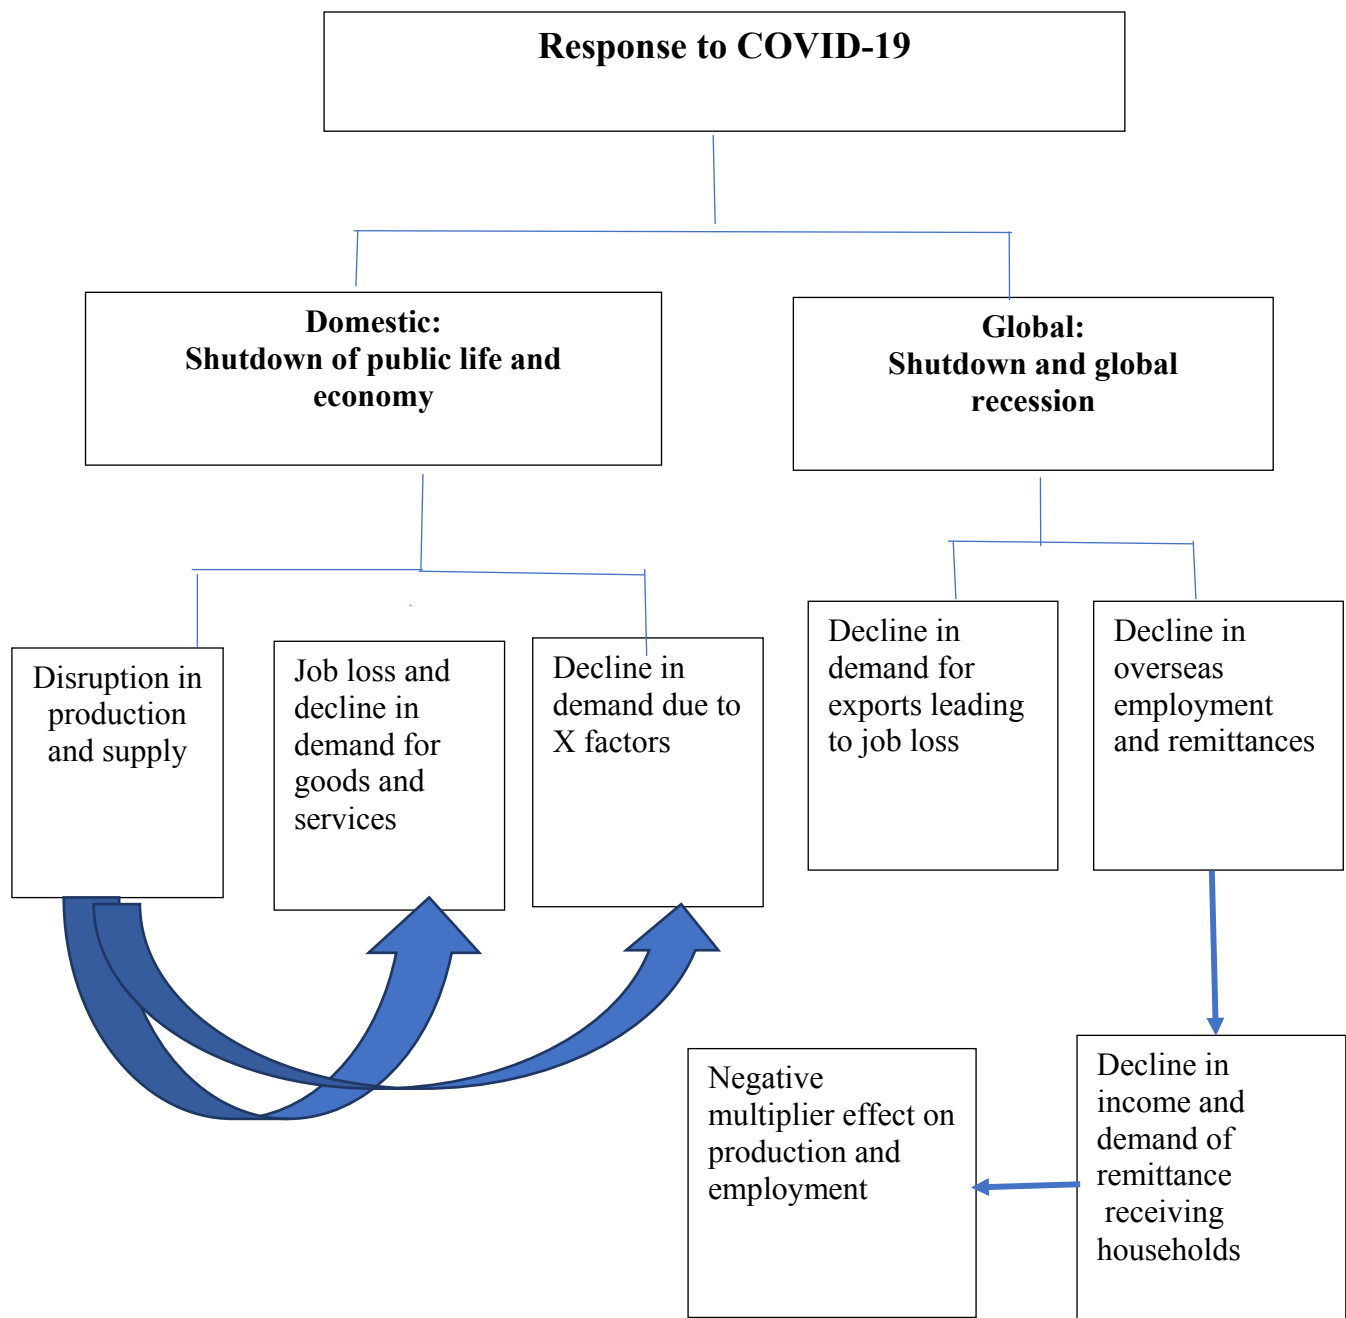 Response to COVID-19
Domestic:
Shutdown of public life and
economy
Global:
Shutdown and global
recession
Disruption in
production
and supply
Job loss and
decline in
demand for
goods and
services
Decline in
demand due to
X factors
Decline in
demand for
exports leading
to job loss
Decline in
overseas
employment
and remittances
Negative
multiplier effect on
production and
employment
Decline in
income and
demand of
remittance
receiving
households